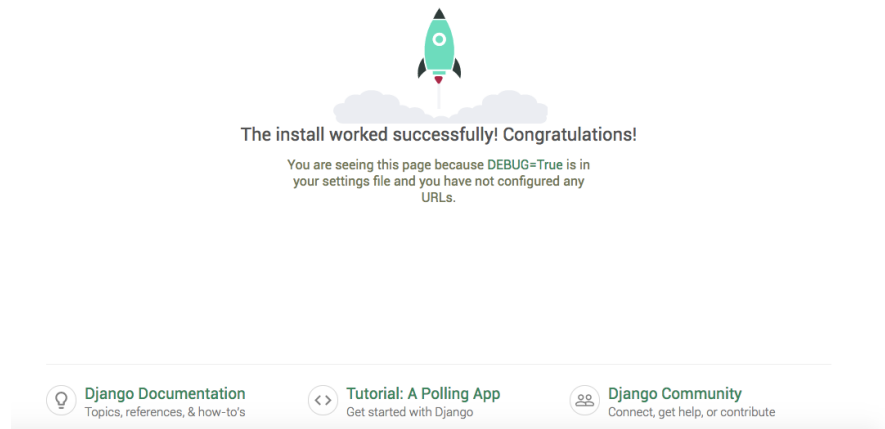 The install worked successfully! Congratulations!
You are seeing this page because DEBUG=True is in
your settings file and you have not configured any
URLs.
Django Documentation
Topics, references, & how-to's
Tutorial: A Polling App
Get started with Django
Django Community
Connect, get help, or contribute